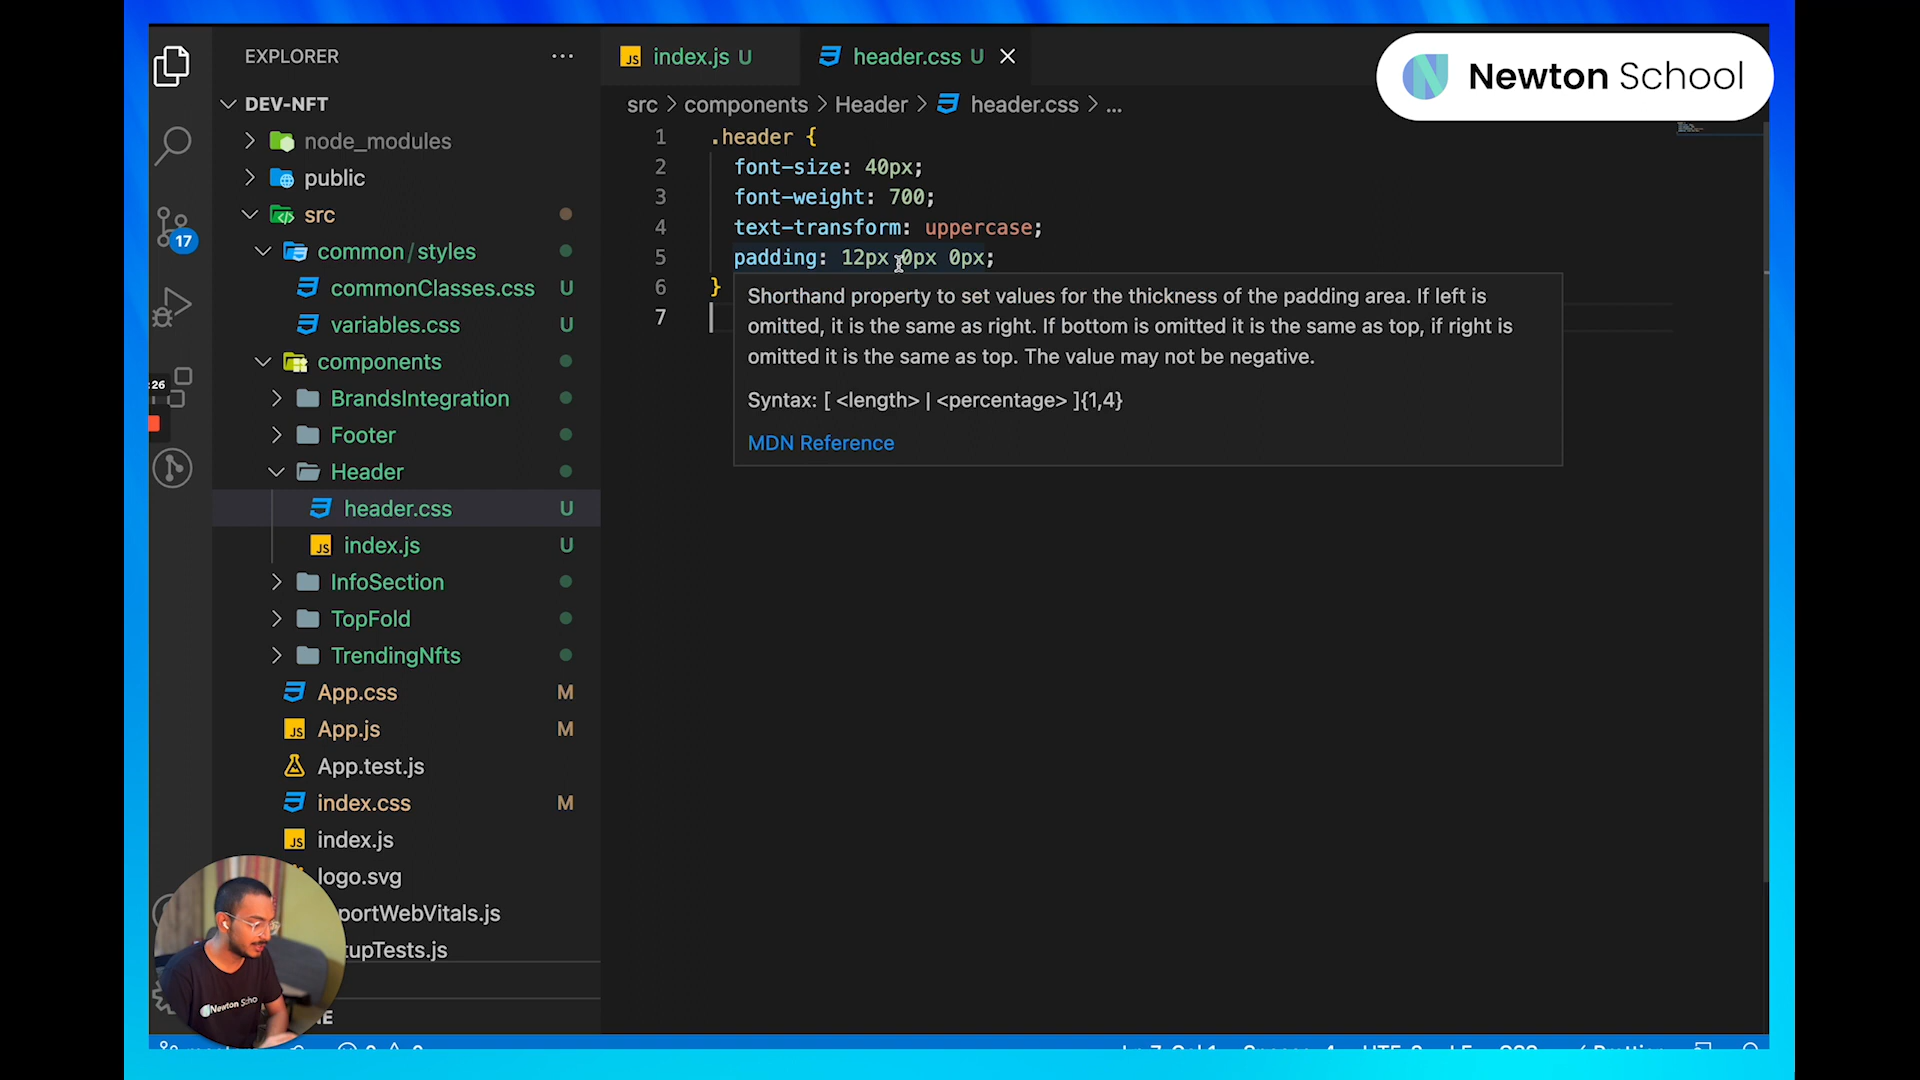 EXPLORER
DEV-NFT
node_modules
public
src
common / styles
commonClasses.css U
variables.css U
components
BrandsIntegration
Footer
Header
header.css U
index.js U
InfoSection
TopFold
TrendingNfts
App.css M
App.js M
App.test.js
index.css M
index.js
logo.svg
portWebVitals.js
tupTests.js
17
:26
index.js U
header.css U
Newton School
src > components > Header > header.css > ...
1 .header {
2 font-size: 40px;
3 font-weight: 700;
4 text-transform: uppercase;
5 padding: 12px 0px 0px;
6 }
7
Shorthand property to set values for the thickness of the padding area. If left is
omitted, it is the same as right. If bottom is omitted it is the same as top, if right is
omitted it is the same as top. The value may not be negative.
Syntax: [ <length> | <percentage> ]{1,4}
MDN Reference
Newton Scho